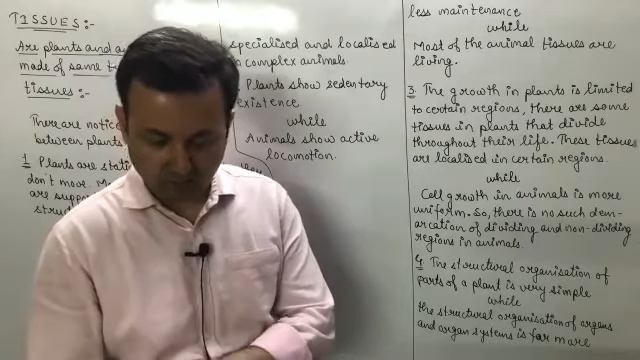 TISSUES:-
Are plants and a
made of same t
tissues:-
There are notice
between plants
1 Plants are stati
don't move. M
are suppo
struc
specialised and localised
n complex animals.
Plants show sedentary
existence
while
Animals show active
locomotion.
less maintenance
while
Most of the animal tissues are
living.
3 The growth in plants is limited
to certain regions, there are some
tissues in plants that divide
throughout their life. These tissues
are localised in certain regions.
while
Cell growth in animals is more
uniform. So, there is no such dem-
arcation of dividing and non-dividing
regions in animals.
4 The structural organisation of
parts of a plant is very simple
while
the structural organisation of organs
and organ systems is far more